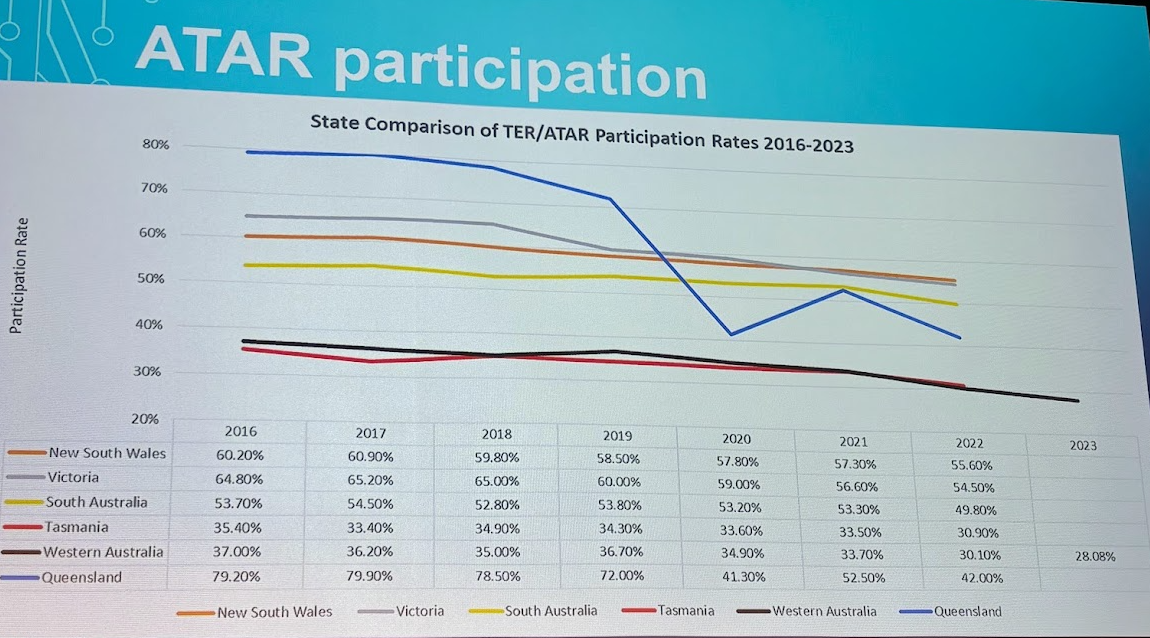 ATAR participation
State Comparison of TER/ATAR Participation Rates 2016-2023
Participation Rate
80%
70%
60%
50%
40%
30%
20%
2016 2017 2018 2019 2020 2021 2022 2023
New South Wales 60.20% 60.90% 59.80% 58.50% 57.80% 57.30% 55.60%
Victoria 64.80% 65.20% 65.00% 60.00% 59.00% 56.60% 54.50%
South Australia 53.70% 54.50% 52.80% 53.80% 53.20% 53.30% 49.80%
Tasmania 35.40% 33.40% 34.90% 34.30% 33.60% 33.50% 30.90%
Western Australia 37.00% 36.20% 35.00% 36.70% 34.90% 33.70% 30.10% 28.08%
Queensland 79.20% 79.90% 78.50% 72.00% 41.30% 52.50% 42.00%
New South Wales Victoria South Australia Tasmania Western Australia Queensland